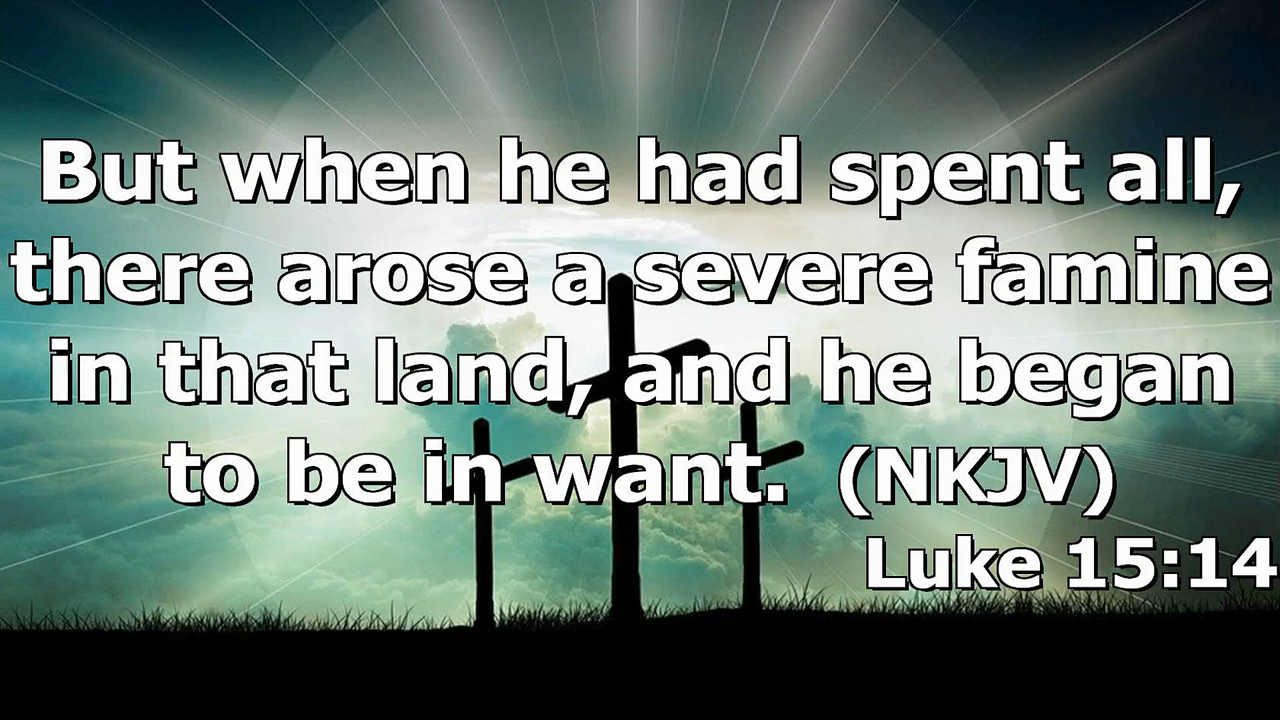 But when he had spent all,
there arose a severe famine
in that land, and he began
to be in want. (NKJV)
Luke 15:14